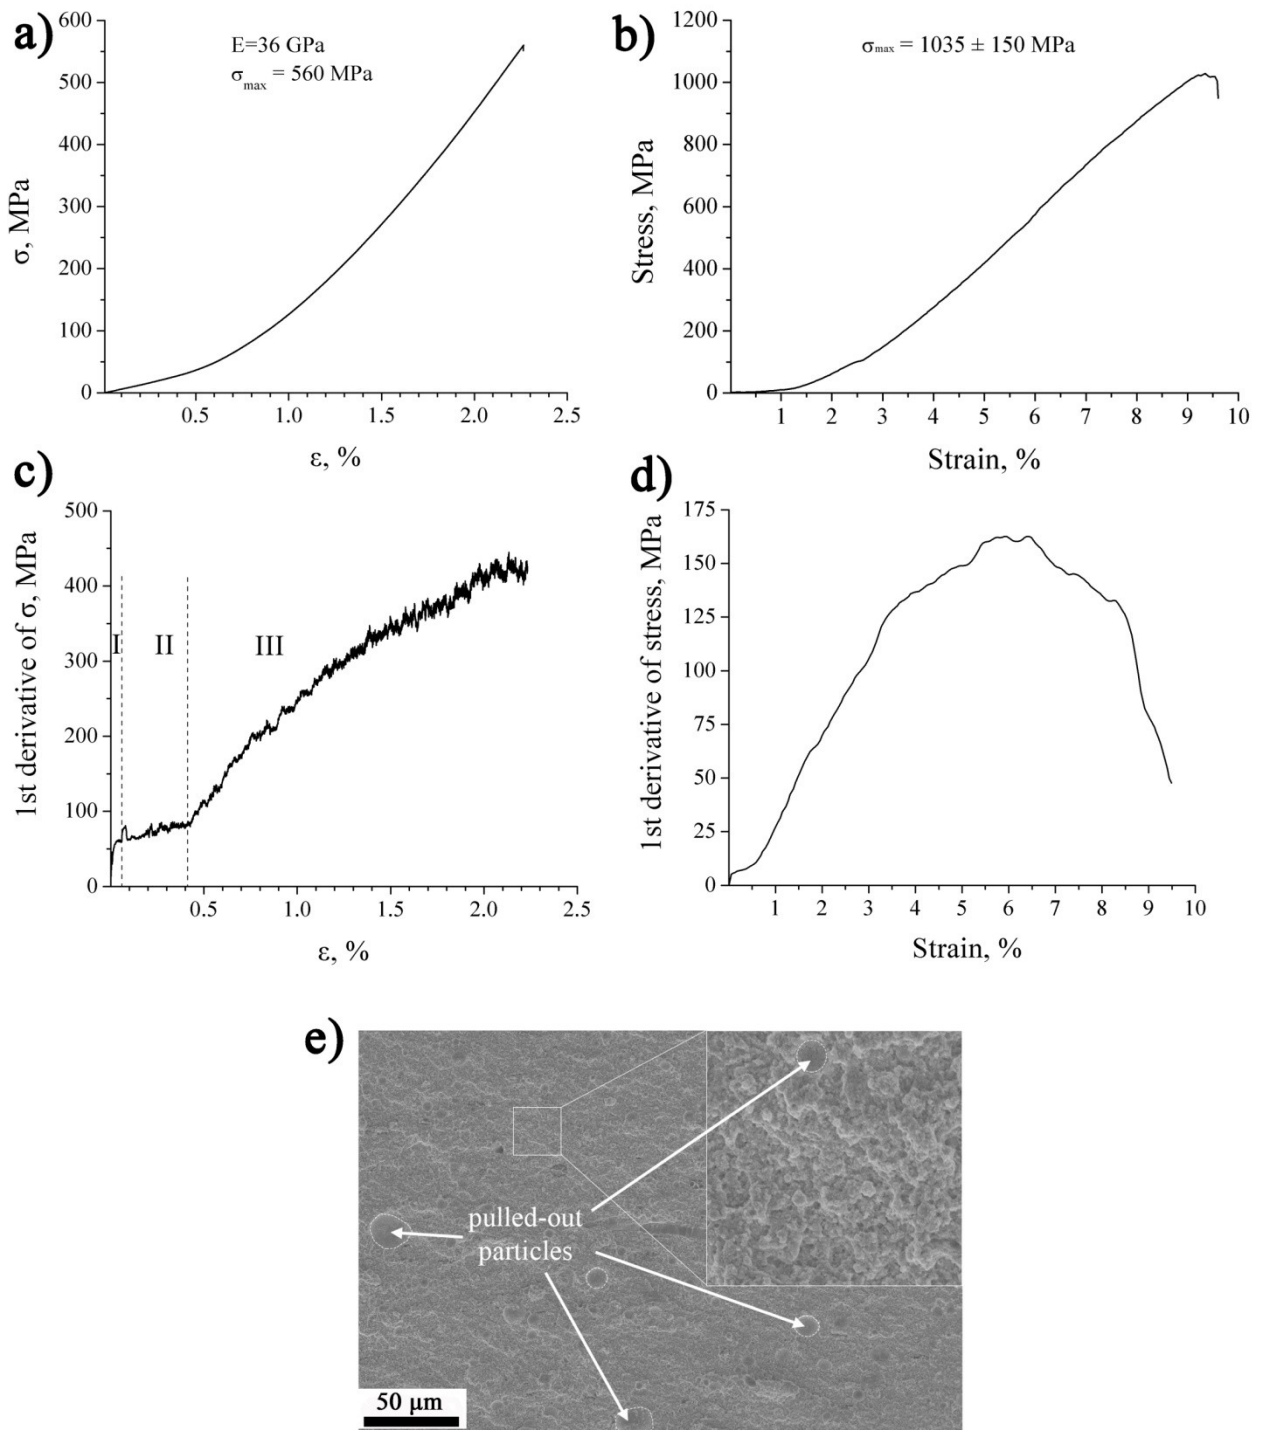 a)
E=36 GPa
σmax = 560 MPa
600
500
400
300
200
100
0
σ, MPa
0.5 1.0 1.5 2.0 2.5
ε, %
b)
σmax = 1035 ± 150 MPa
1200
1000
800
600
400
200
0
Stress, MPa
1 2 3 4 5 6 7 8 9 10
Strain, %
c)
500
400
300
200
100
0
1st derivative of σ, MPa
I II III
0.5 1.0 1.5 2.0 2.5
ε, %
d)
175
150
125
100
75
50
25
0
1st derivative of stress, MPa
1 2 3 4 5 6 7 8 9 10
Strain, %
e)
pulled-out
particles
50 µm